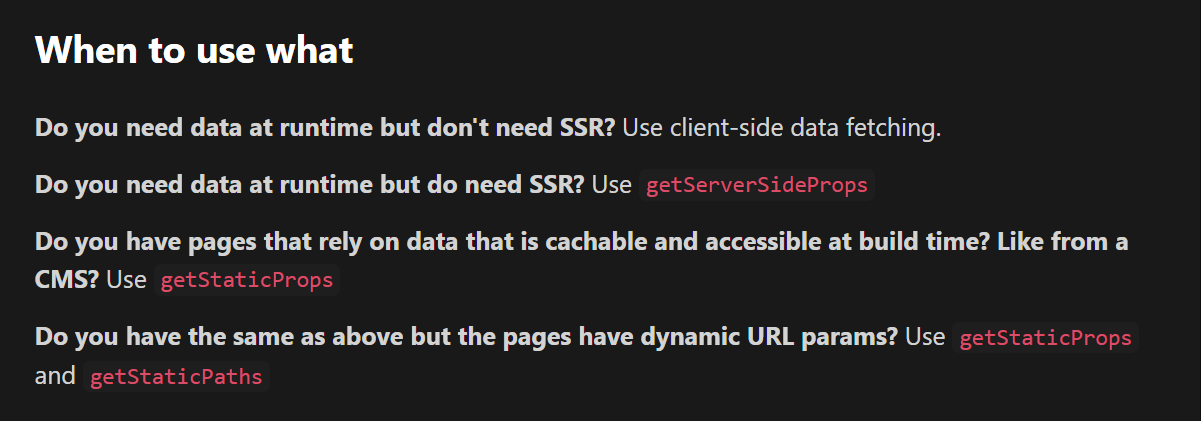 When to use what
Do you need data at runtime but don't need SSR? Use client-side data fetching.
Do you need data at runtime but do need SSR? Use getServerSideProps
Do you have pages that rely on data that is cachable and accessible at build time? Like from a
CMS? Use getStaticProps
Do you have the same as above but the pages have dynamic URL params? Use getStaticProps
and getStaticPaths